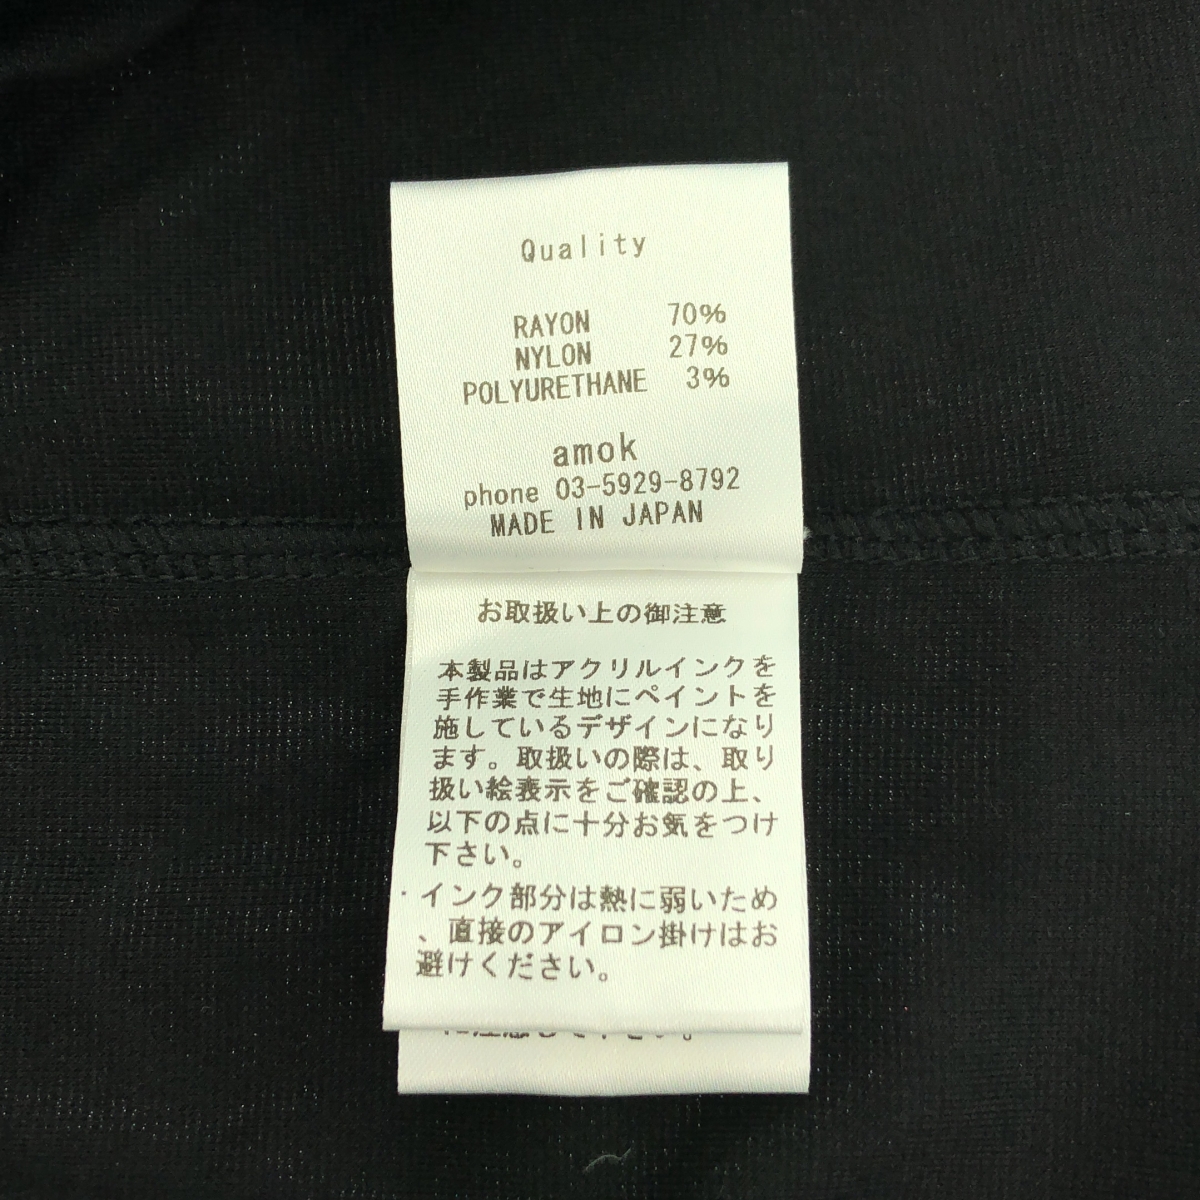 Quality
RAYON 70%
NYLON 27%
POLYURETHANE 3%
amok
phone 03-5929-8792
MADE IN JAPAN
お取扱い上の御注意
本製品はアクリルインクを
手作業で生地にペイントを
施しているデザインになり
ます。取扱いの際は、取り
扱い絵表示をご確認の上、
以下の点に十分お気をつけ
下さい。
・インク部分は熱に弱いため
、直接のアイロン掛けはお
避けください。